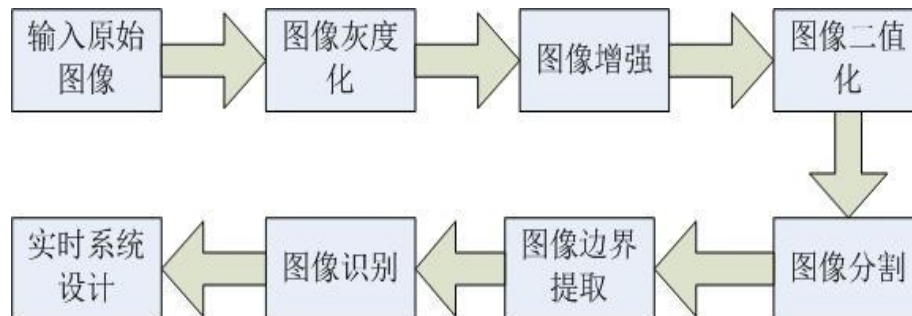 输入原始
图像
图像灰度
化
图像增强
图像二值
化
图像分割
图像边界
提取
图像识别
实时系统
设计